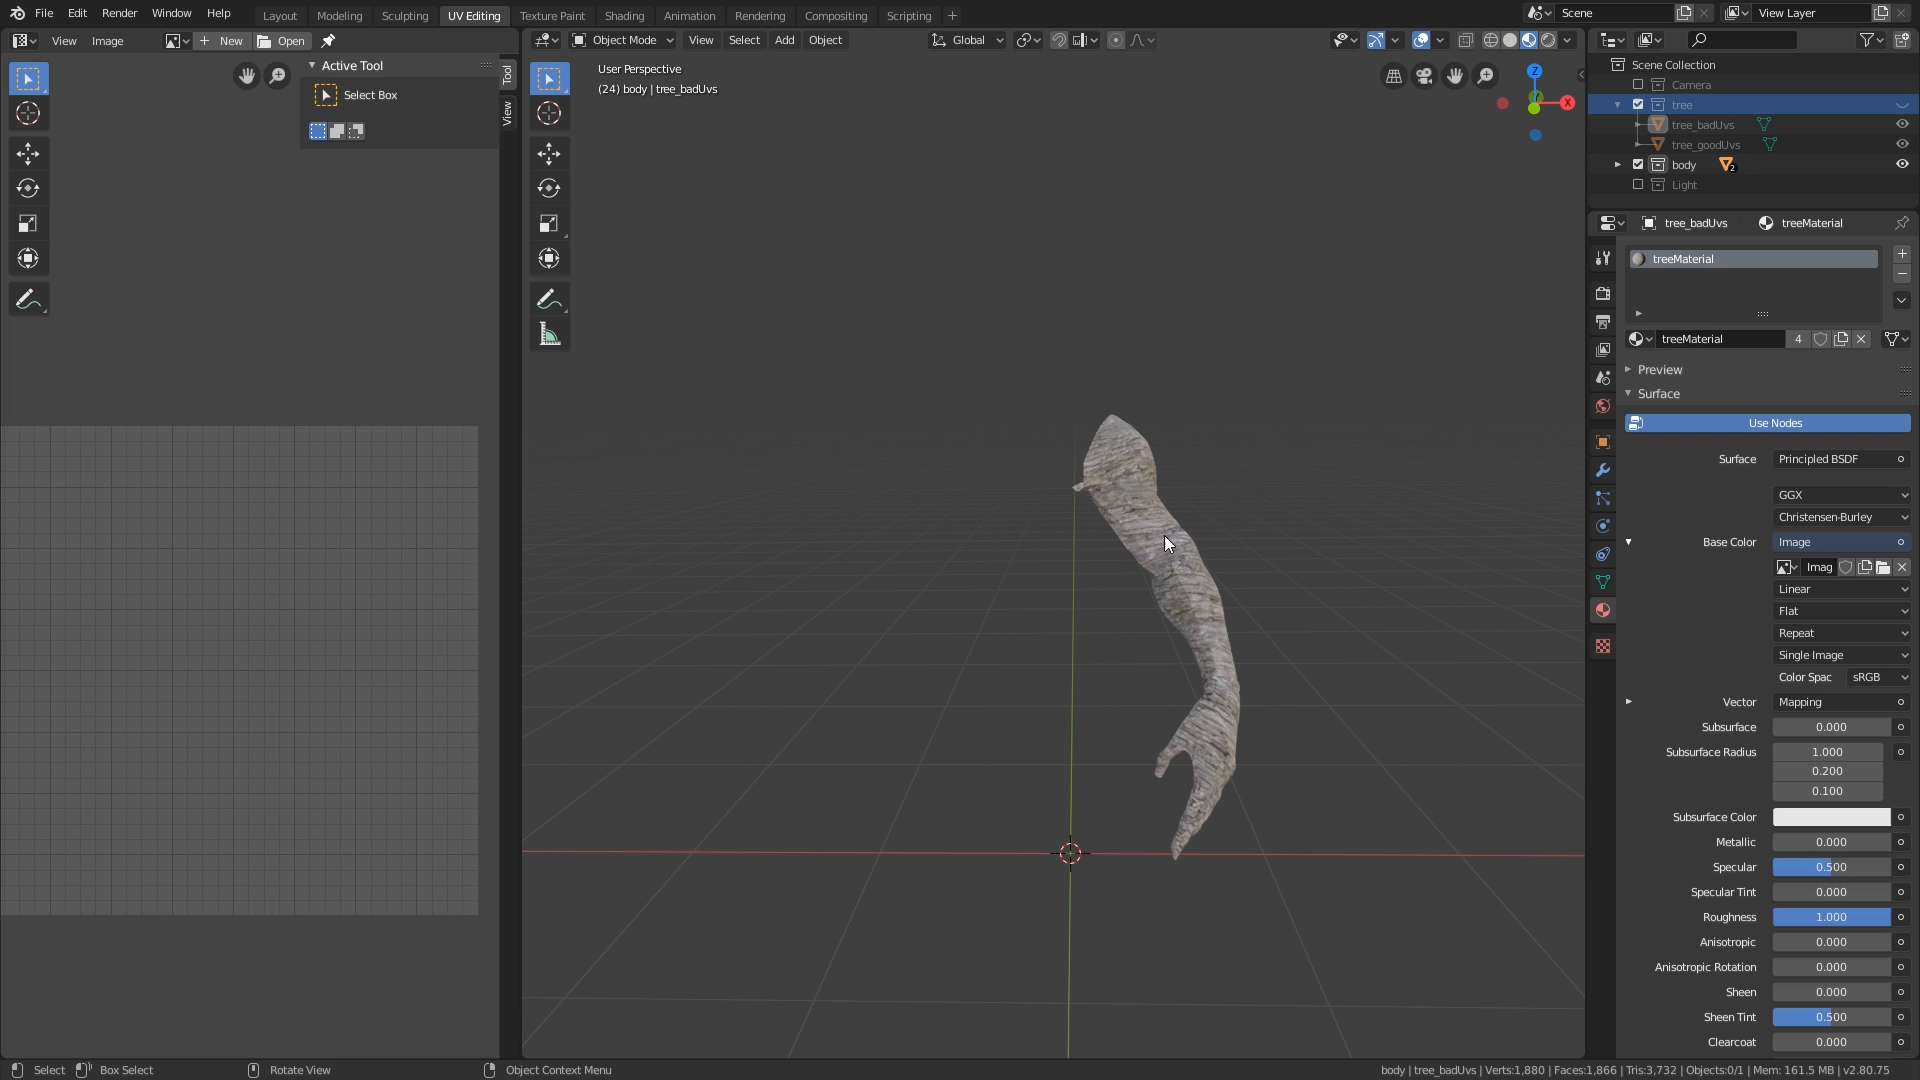 File Edit Render Window Help Layout Modeling Sculpting UV Editing Texture Paint Shading Animation Rendering Compositing Scripting + Scene View Layer
View Image New Open Object Mode View Select Add Object Global
Active Tool
Select Box
Tool
View
User Perspective
(24) body | tree_badUvs
Z
X
Scene Collection
Camera
tree
tree_badUvs
tree_goodUvs
body 2
Light
tree_badUvs treeMaterial
treeMaterial
treeMaterial 4
Preview
Surface
Use Nodes
Surface Principled BSDF
GGX
Christensen-Burley
Base Color Image
Imag
Linear
Flat
Repeat
Single Image
Color Spac sRGB
Vector Mapping
Subsurface 0.000
Subsurface Radius 1.000
0.200
0.100
Subsurface Color
Metallic 0.000
Specular 0.500
Specular Tint 0.000
Roughness 1.000
Anisotropic 0.000
Anisotropic Rotation 0.000
Sheen 0.000
Sheen Tint 0.500
Clearcoat 0.000
Select Box Select Rotate View Object Context Menu body | tree_badUvs | Verts:1,880 | Faces:1,866 | Tris:3,732 | Objects:0/1 | Mem: 161.5 MB | v2.80.75